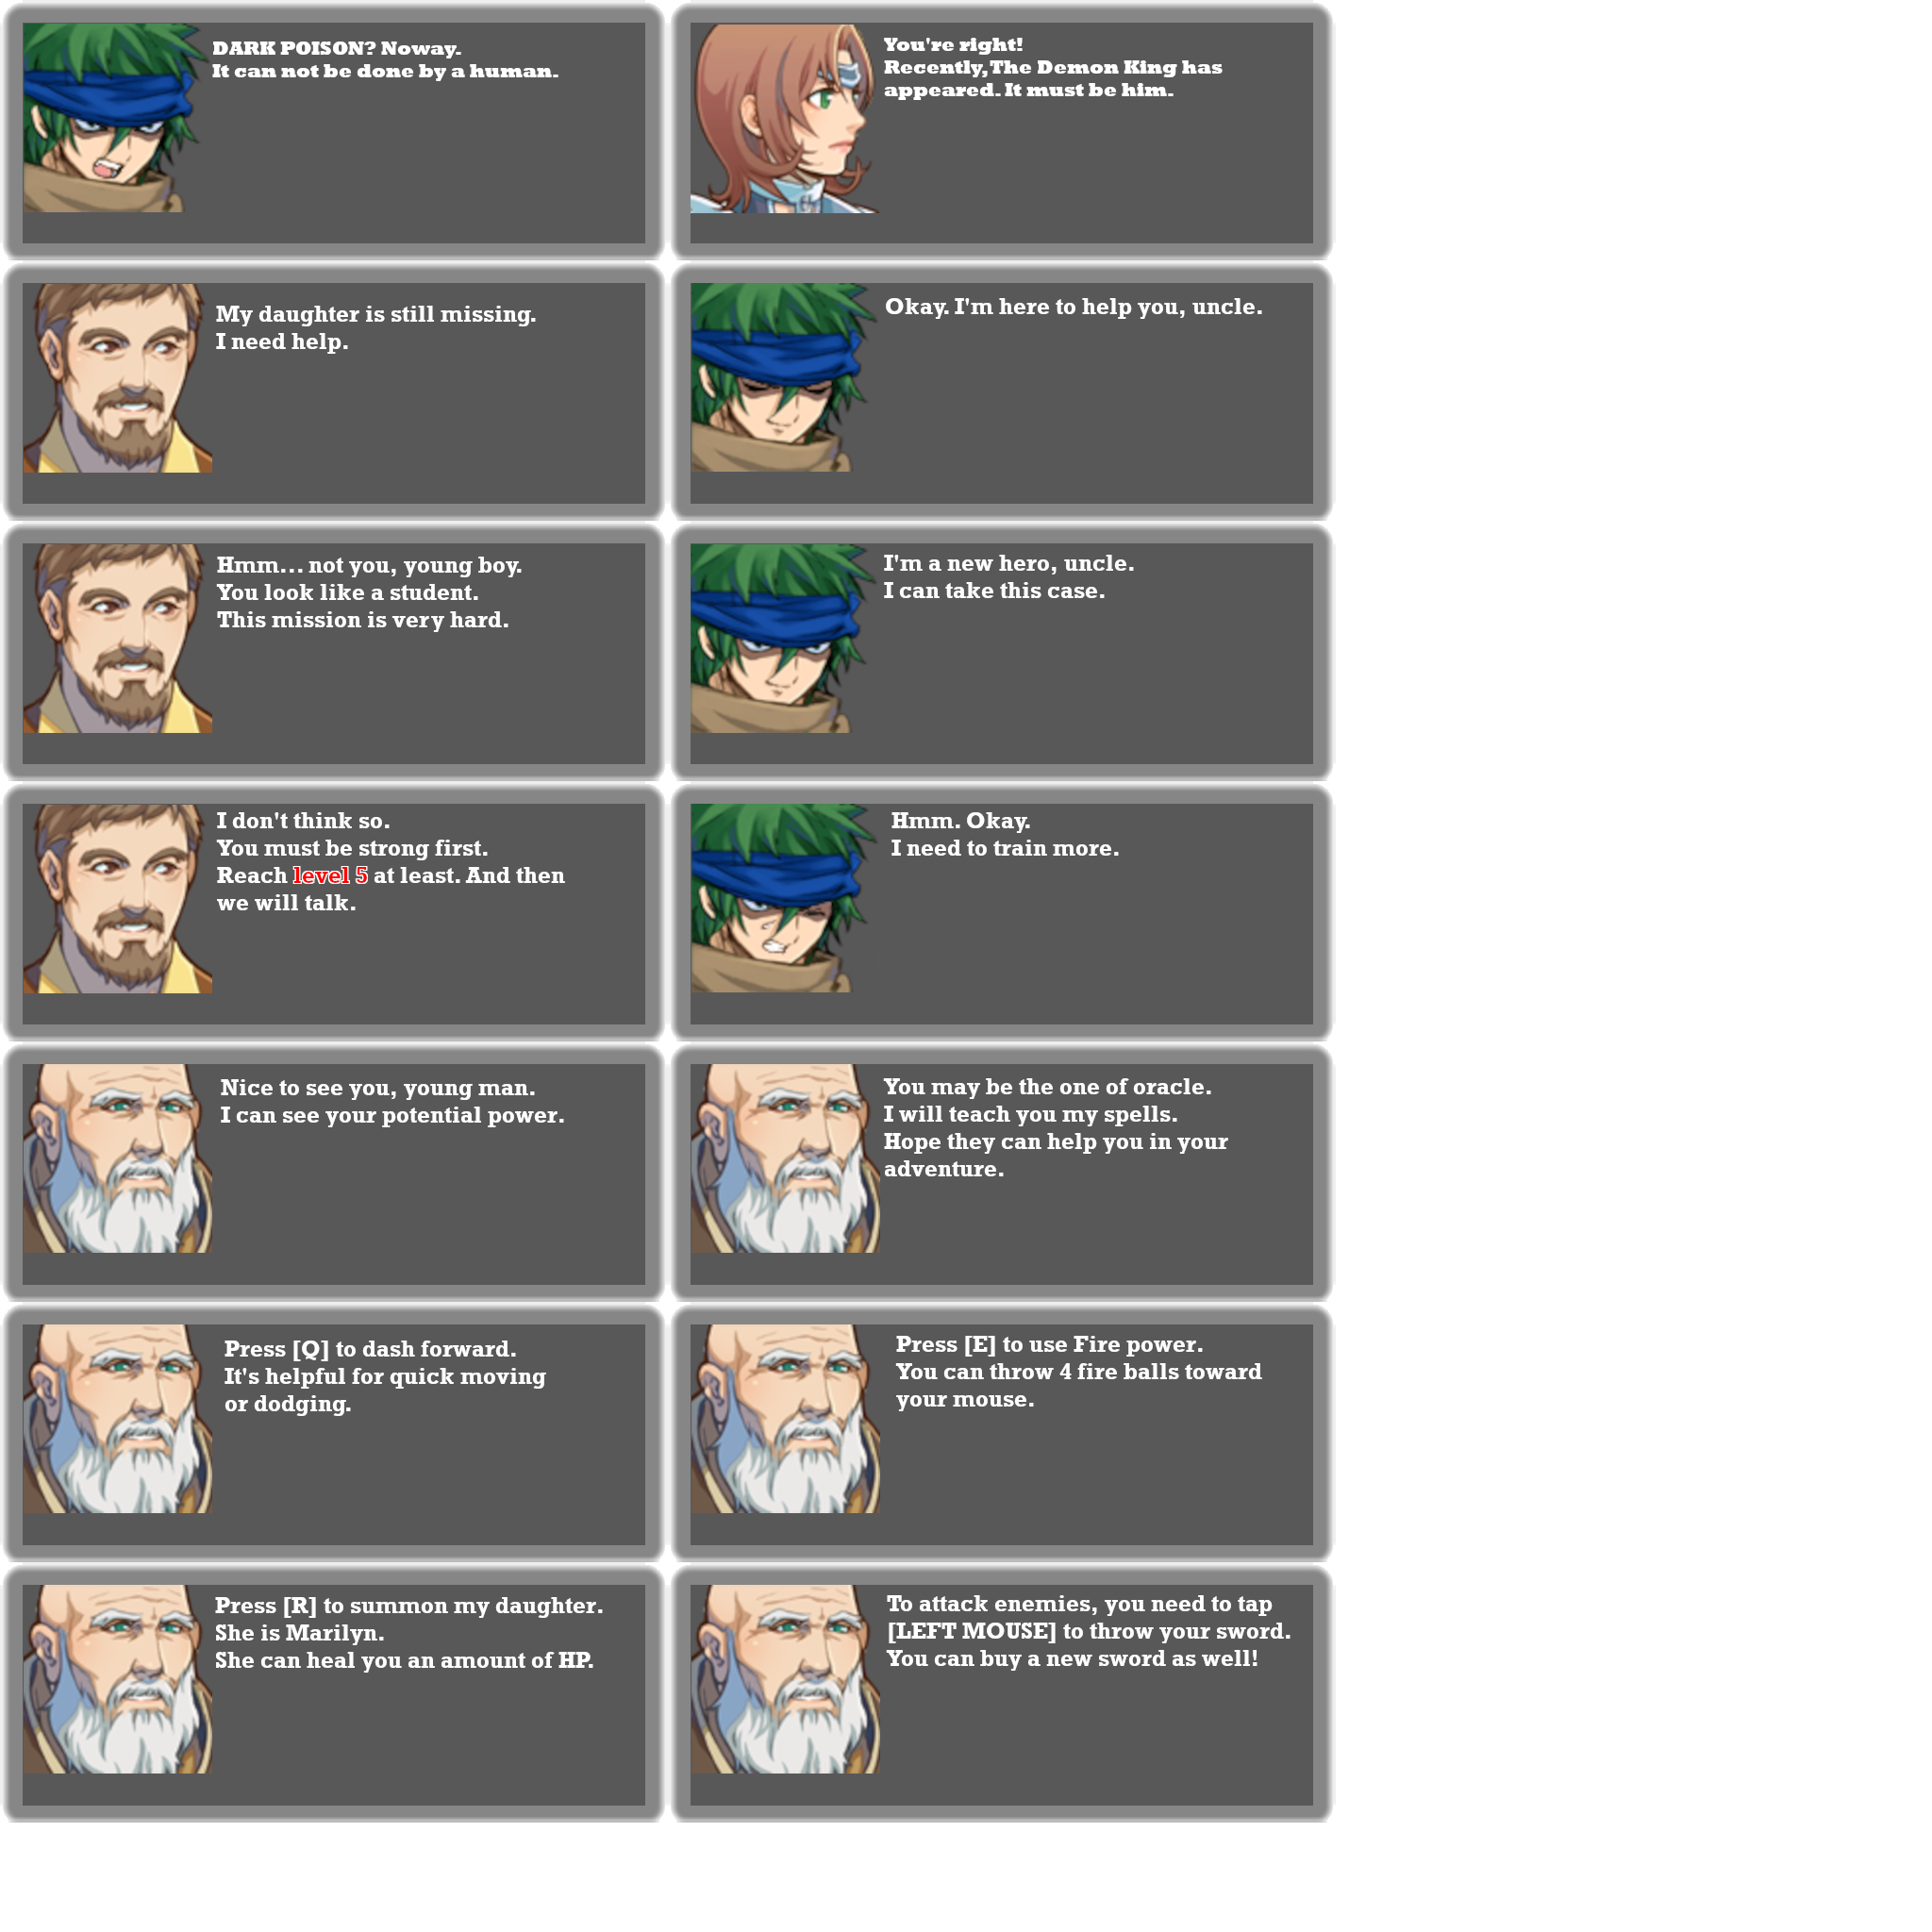 DARK POISON? Noway.
It can not be done by a human.
You're right!
Recently,The Demon King has
appeared. It must be him.
My daughter is still missing.
I need help.
Okay. I'm here to help you, uncle.
Hmm... not you, young boy.
You look like a student.
This mission is very hard.
I'm a new hero, uncle.
I can take this case.
I don't think so.
You must be strong first.
Reach level 5 at least. And then
we will talk.
Hmm. Okay.
I need to train more.
Nice to see you, young man.
I can see your potential power.
You may be the one of oracle.
I will teach you my spells.
Hope they can help you in your
adventure.
Press [Q] to dash forward.
It's helpful for quick moving
or dodging.
Press [E] to use Fire power.
You can throw 4 fire balls toward
your mouse.
Press [R] to summon my daughter.
She is Marilyn.
She can heal you an amount of HP.
To attack enemies, you need to tap
[LEFT MOUSE] to throw your sword.
You can buy a new sword as well!